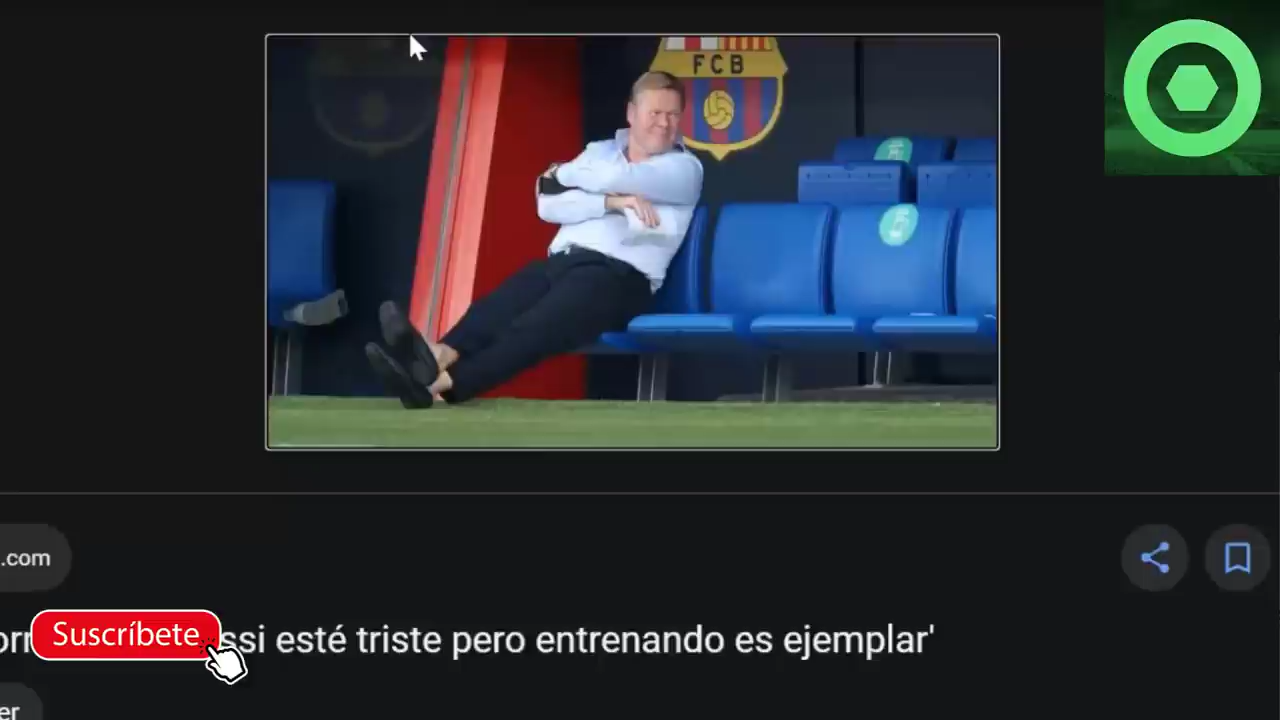 FCB
.com
Suscríbete
ssi esté triste pero entrenando es ejemplar'
er